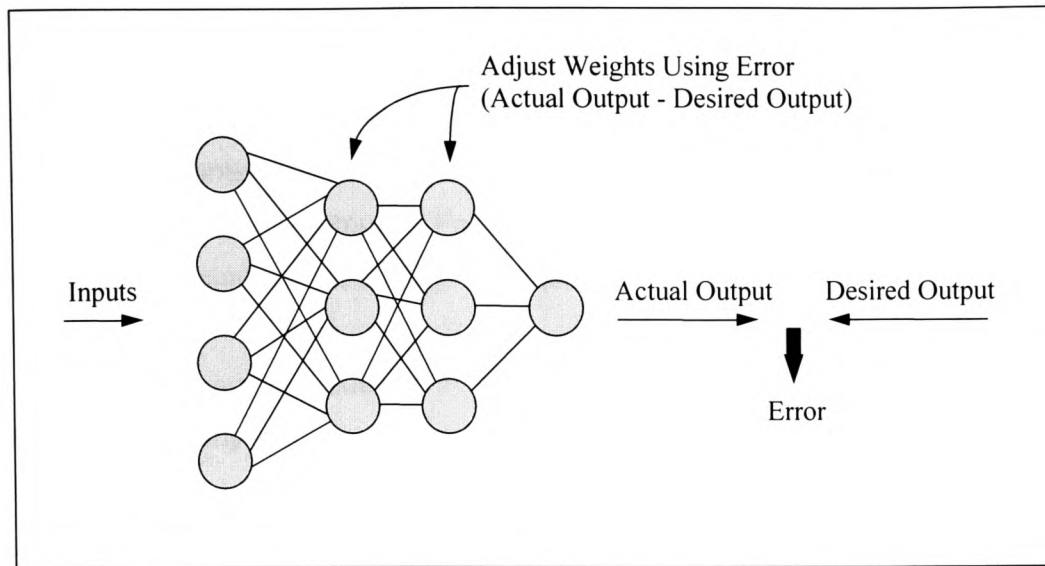 Adjust Weights Using Error
(Actual Output - Desired Output)
Inputs
Actual Output
Desired Output
Error